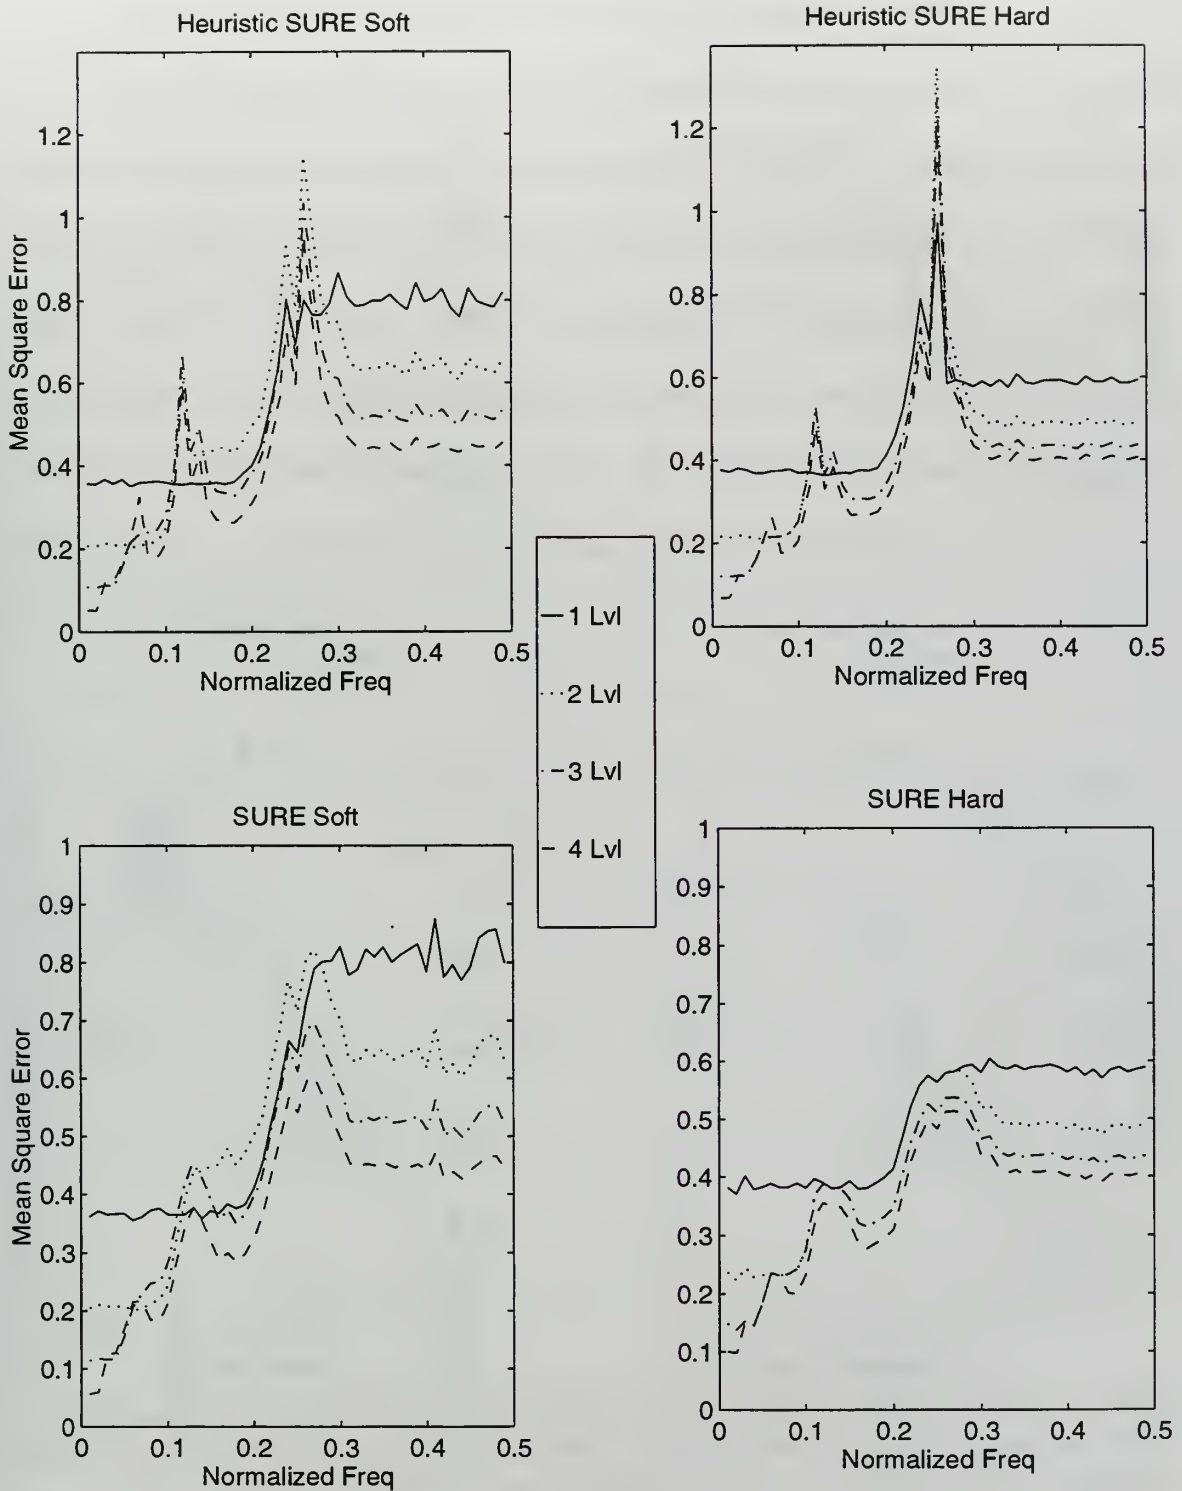 Heuristic SURE Soft
1.2
1
0.8
0.6
0.4
0.2
0
Mean Square Error
0 0.1 0.2 0.3 0.4 0.5
Normalized Freq
Heuristic SURE Hard
1.2
1
0.8
0.6
0.4
0.2
0
0 0.1 0.2 0.3 0.4 0.5
Normalized Freq
1 Lvl
2 Lvl
3 Lvl
4 Lvl
SURE Soft
1
0.9
0.8
0.7
0.6
0.5
0.4
0.3
0.2
0.1
0
Mean Square Error
0 0.1 0.2 0.3 0.4 0.5
Normalized Freq
SURE Hard
1
0.9
0.8
0.7
0.6
0.5
0.4
0.3
0.2
0.1
0
0 0.1 0.2 0.3 0.4 0.5
Normalized Freq